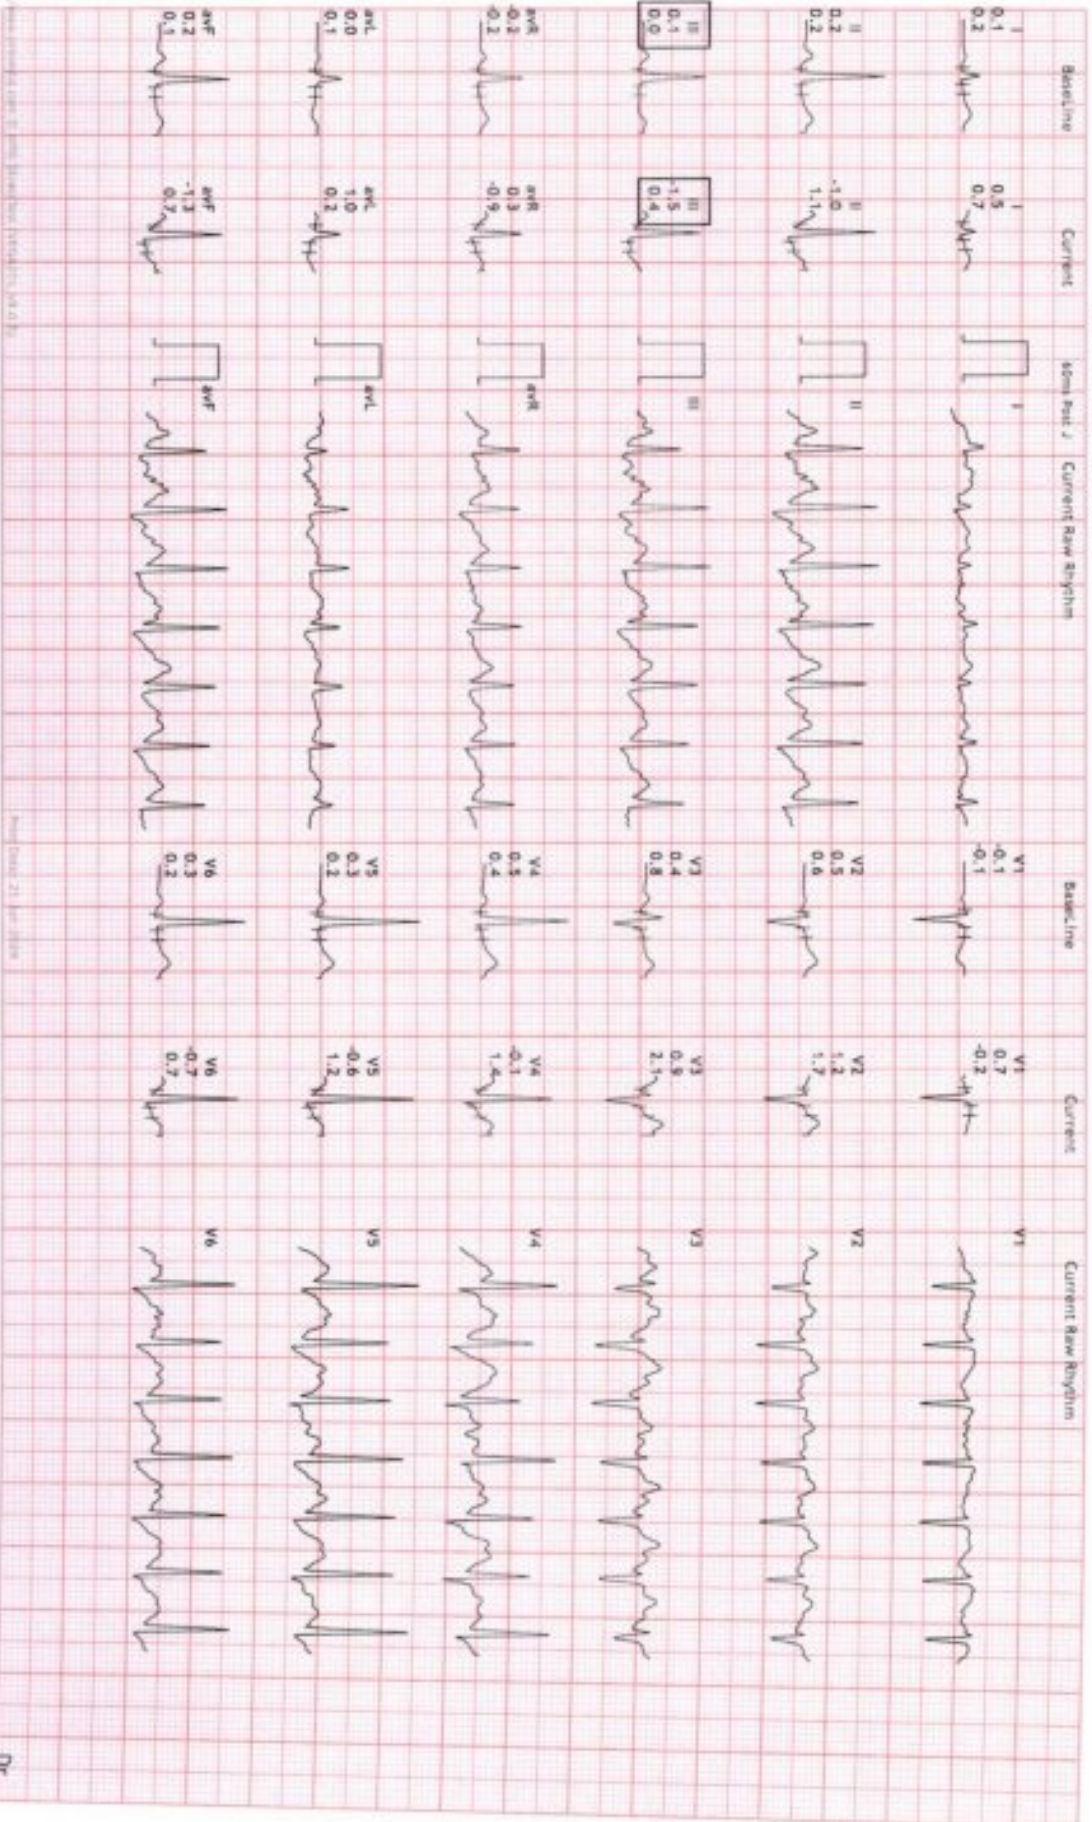 BaseLine
Current
60ms Post J
Current Raw Rhythm
BaseLine
Current
Current Raw Rhythm
I
0.1
0.2
I
0.5
0.7
I
V1
-0.1
-0.1
V1
0.7
-0.2
V1
II
0.2
0.2
II
-1.0
1.1
II
V2
0.5
0.6
V2
1.2
1.7
V2
III
0.1
0.0
III
-1.5
0.4
III
V3
0.4
0.8
V3
0.9
2.1
V3
avR
-0.2
-0.2
avR
0.3
-0.9
avR
V4
0.5
0.4
V4
-0.1
1.4
V4
avL
0.0
0.1
avL
1.0
0.2
avL
V5
0.3
0.2
V5
-0.6
1.2
V5
avF
0.2
0.1
avF
-1.3
0.7
avF
V6
0.3
0.2
V6
-0.7
0.7
V6
Dr